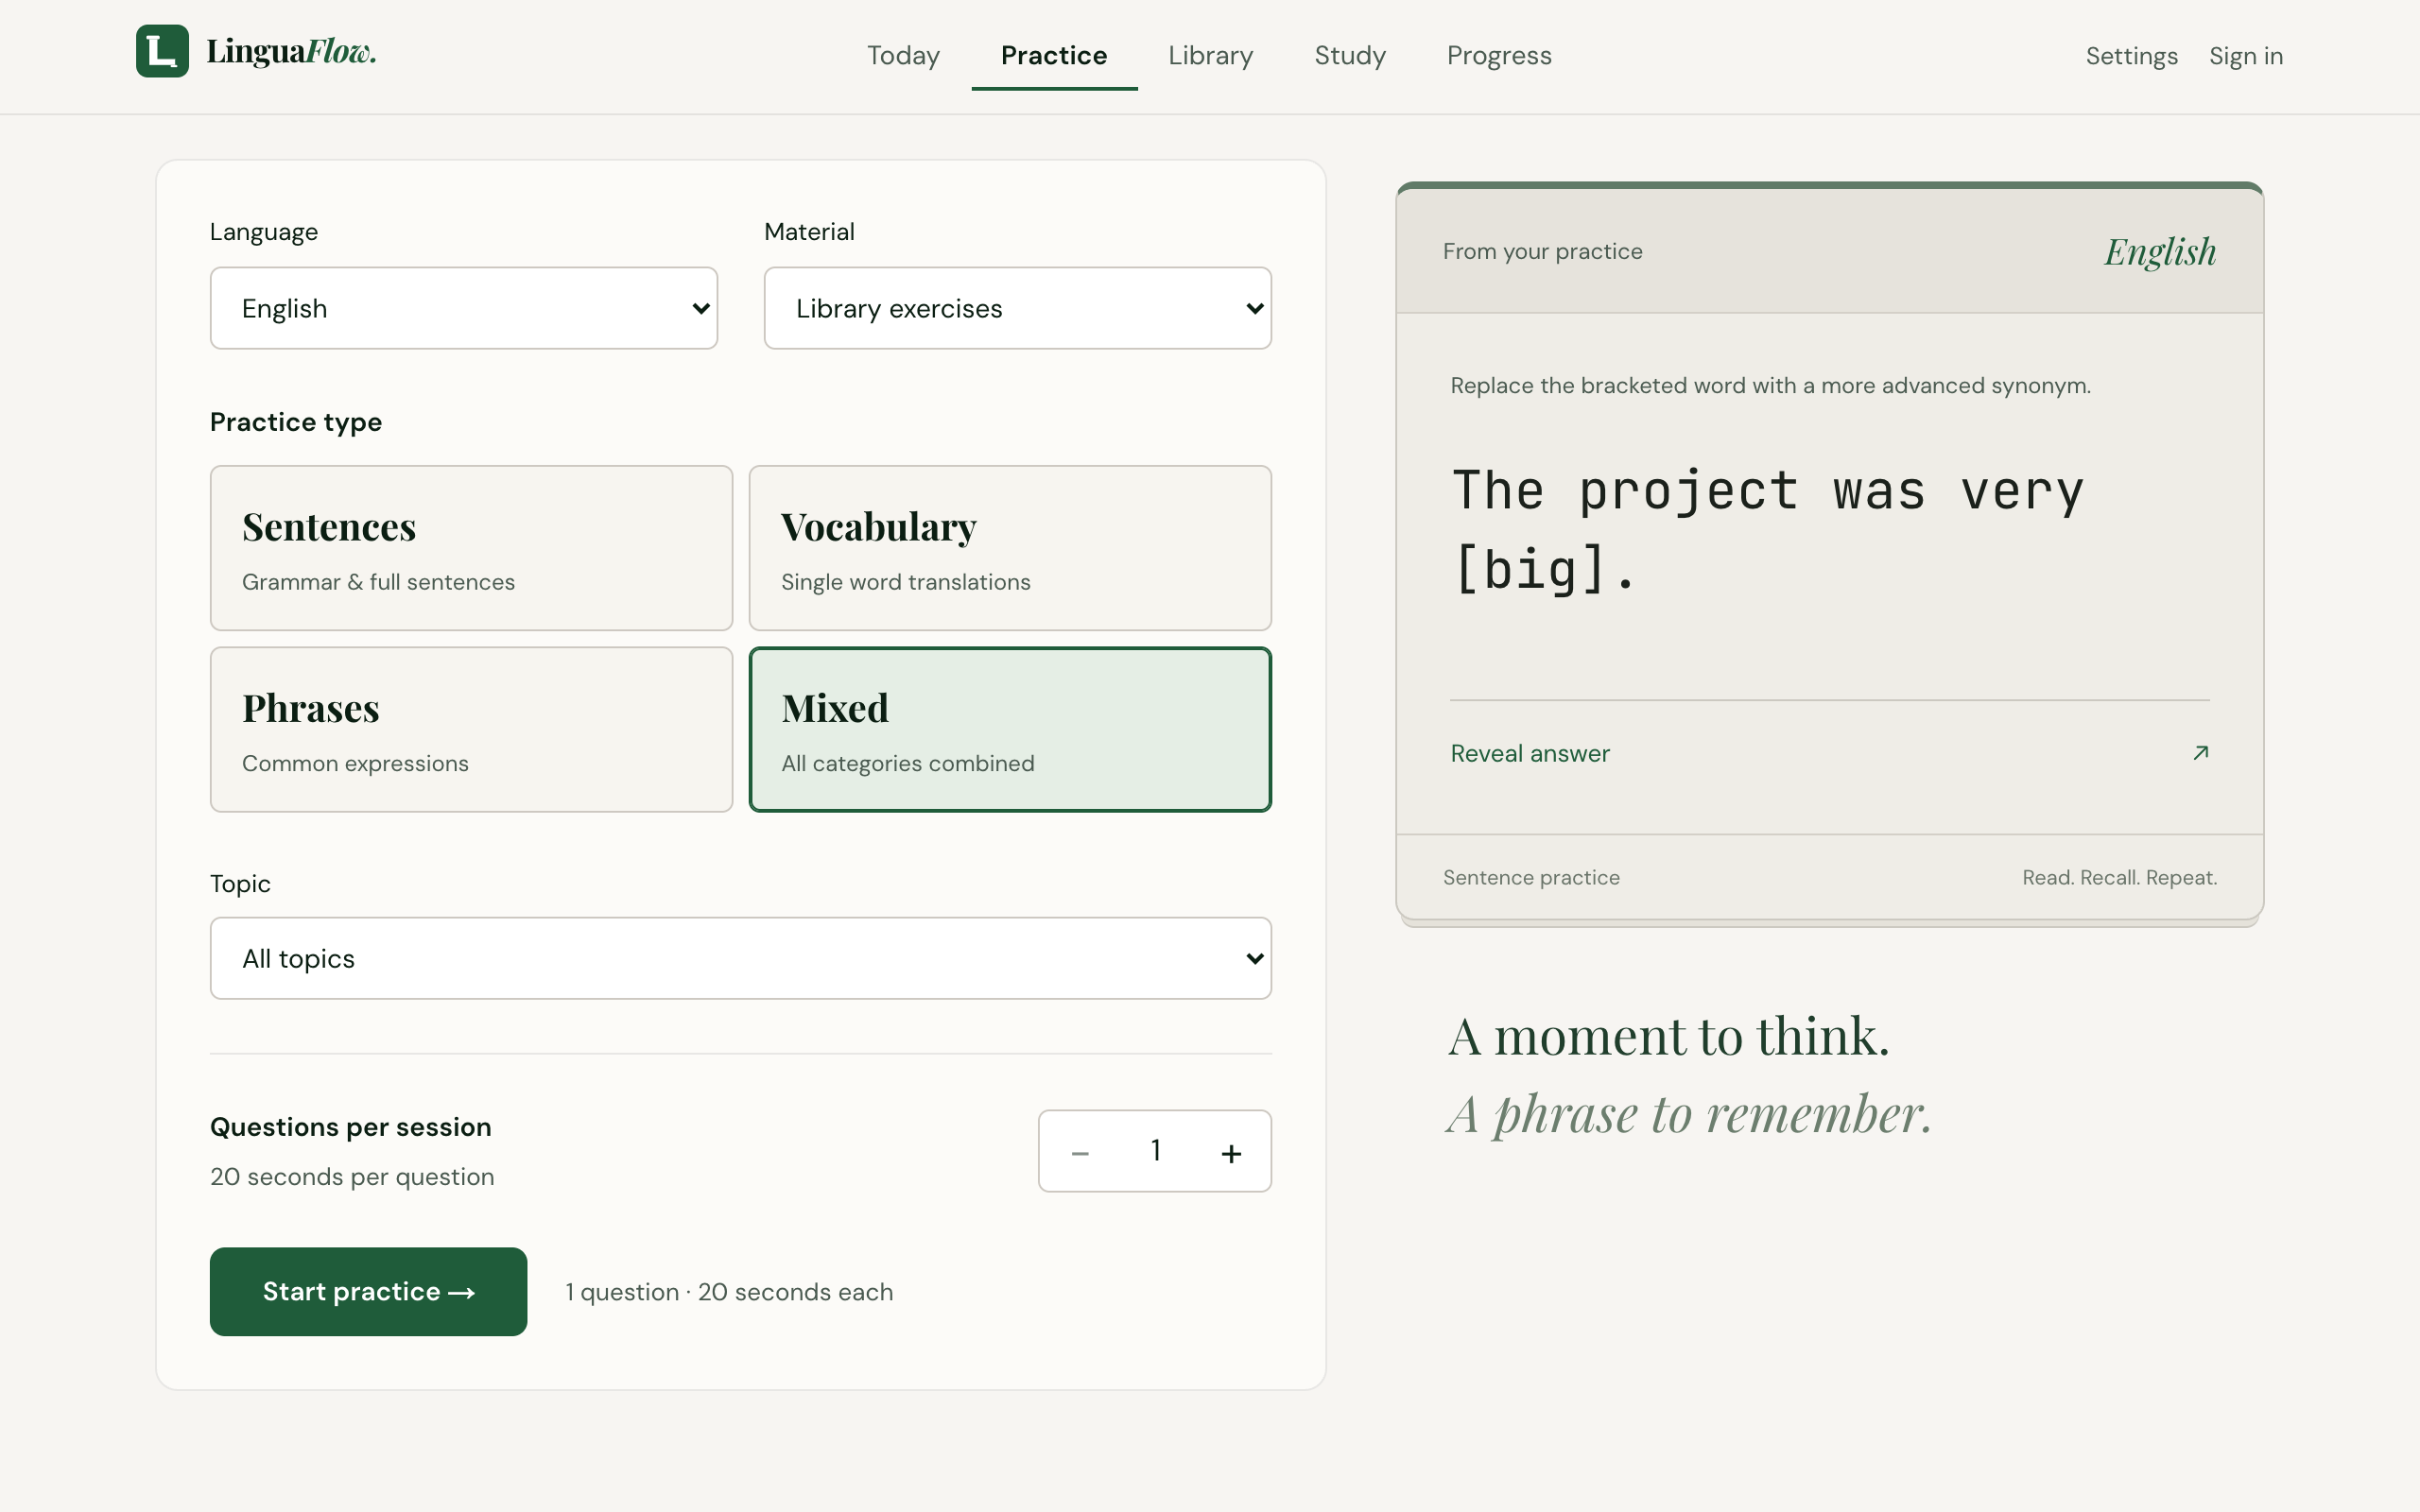 LinguaFlow.
Today Practice Library Study Progress
Settings Sign in
Language
English
Material
Library exercises
Practice type
Sentences
Grammar & full sentences
Vocabulary
Single word translations
Phrases
Common expressions
Mixed
All categories combined
Topic
All topics
Questions per session
20 seconds per question
− 1 +
Start practice →
1 question · 20 seconds each
From your practice
English
Replace the bracketed word with a more advanced synonym.
The project was very
[big].
Reveal answer ↗
Sentence practice
Read. Recall. Repeat.
A moment to think.
A phrase to remember.